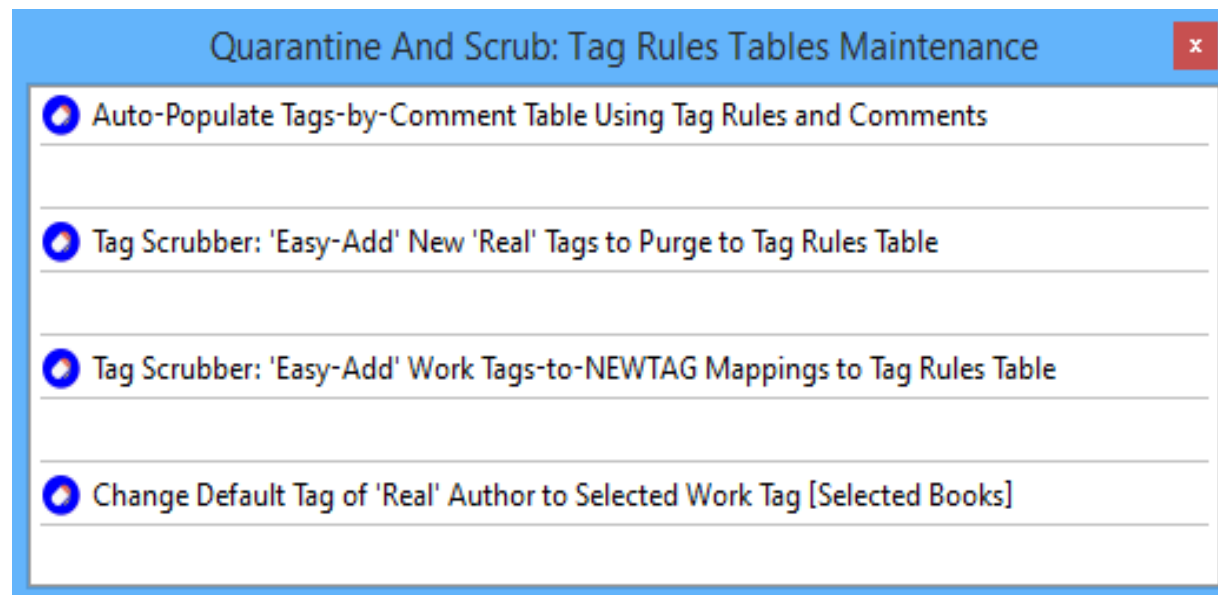 Quarantine And Scrub: Tag Rules Tables Maintenance
x
Auto-Populate Tags-by-Comment Table Using Tag Rules and Comments
Tag Scrubber: 'Easy-Add' New 'Real' Tags to Purge to Tag Rules Table
Tag Scrubber: 'Easy-Add' Work Tags-to-NEWTAG Mappings to Tag Rules Table
Change Default Tag of 'Real' Author to Selected Work Tag [Selected Books]